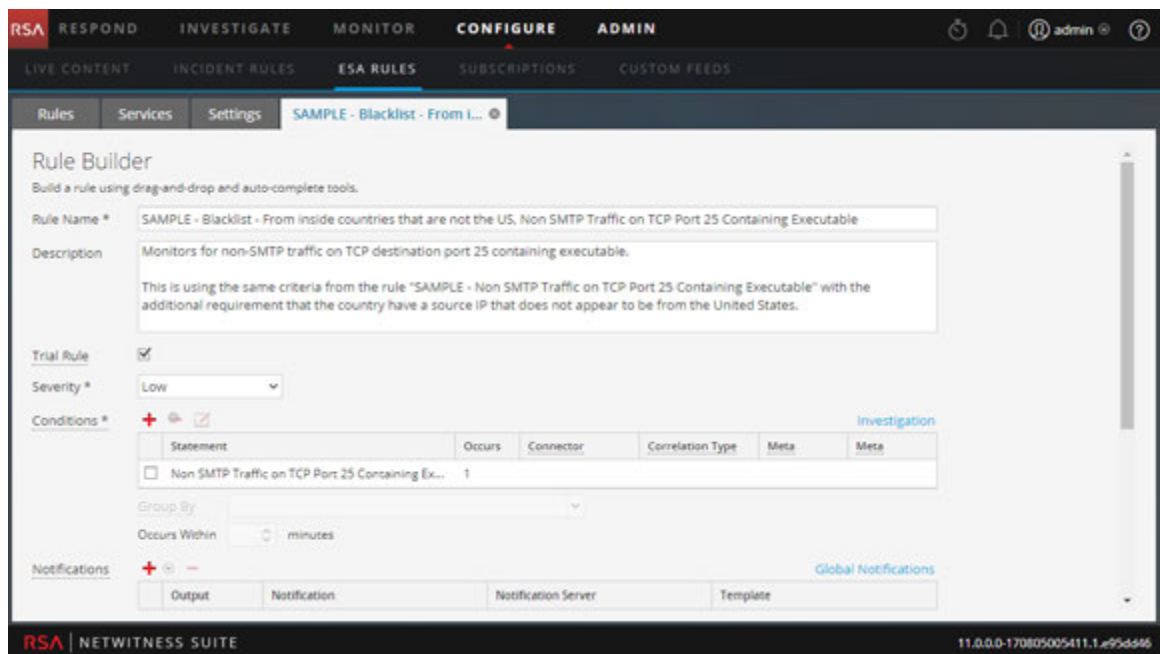 RSA RESPOND INVESTIGATE MONITOR CONFIGURE ADMIN admin
LIVE CONTENT INCIDENT RULES ESA RULES SUBSCRIPTIONS CUSTOM FEEDS
Rules Services Settings SAMPLE - Blacklist - From i...
Rule Builder
Build a rule using drag-and-drop and auto-complete tools.
Rule Name * SAMPLE - Blacklist - From inside countries that are not the US, Non SMTP Traffic on TCP Port 25 Containing Executable
Description Monitors for non-SMTP traffic on TCP destination port 25 containing executable.
This is using the same criteria from the rule "SAMPLE - Non SMTP Traffic on TCP Port 25 Containing Executable" with the
additional requirement that the country have a source IP that does not appear to be from the United States.
Trial Rule
Severity * Low
Conditions * Investigation
Statement Occurs Connector Correlation Type Meta Meta
Non SMTP Traffic on TCP Port 25 Containing Ex... 1
Group By
Occurs Within minutes
Notifications Global Notifications
Output Notification Notification Server Template
RSA NETWITNESS SUITE 11.0.0.0-170805005411.1.e95dd46